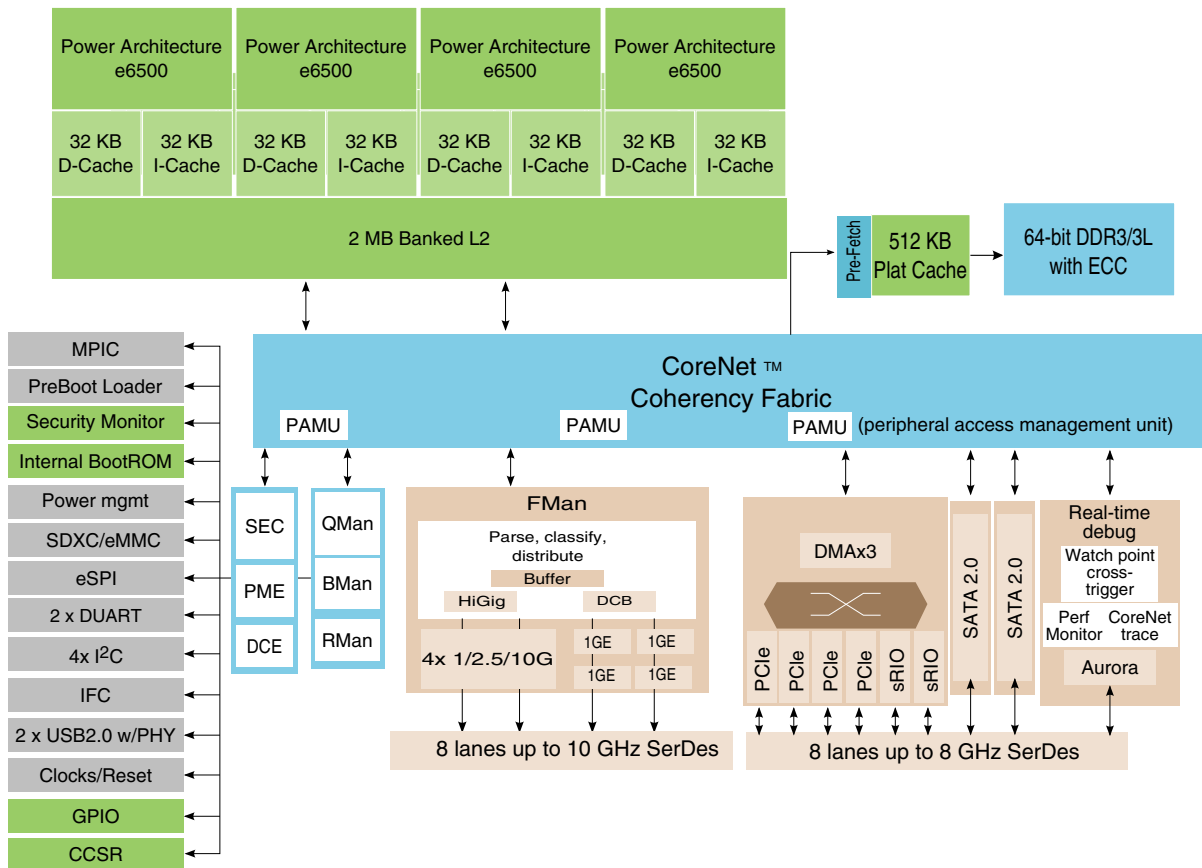 Power Architecture
e6500
Power Architecture
e6500
Power Architecture
e6500
Power Architecture
e6500
32 KB
D-Cache
32 KB
I-Cache
32 KB
D-Cache
32 KB
I-Cache
32 KB
D-Cache
32 KB
I-Cache
32 KB
D-Cache
32 KB
I-Cache
2 MB Banked L2
Pre-Fetch
512 KB
Plat Cache
64-bit DDR3/3L
with ECC
CoreNet ™
Coherency Fabric
PAMU
PAMU
PAMU
(peripheral access management unit)
MPIC
PreBoot Loader
Security Monitor
Internal BootROM
Power mgmt
SDXC/eMMC
eSPI
2 x DUART
4x I²C
IFC
2 x USB2.0 w/PHY
Clocks/Reset
GPIO
CCSR
SEC
PME
DCE
QMan
BMan
RMan
FMan
Parse, classify,
distribute
Buffer
HiGig
DCB
4x 1/2.5/10G
1GE
1GE
1GE
1GE
8 lanes up to 10 GHz SerDes
DMAx3
PCIe
PCIe
PCIe
PCIe
sRIO
sRIO
SATA 2.0
SATA 2.0
Real-time
debug
Watch point
cross-
trigger
Perf
Monitor
CoreNet
trace
Aurora
8 lanes up to 8 GHz SerDes